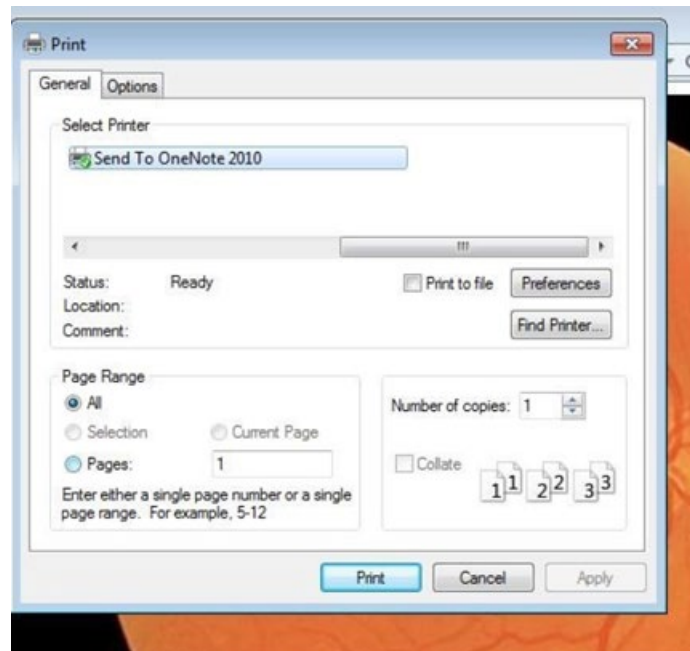 Print
General Options
Select Printer
Send To OneNote 2010
Status: Ready
Print to file
Preferences
Location:
Comment:
Find Printer...
Page Range
All
Selection
Current Page
Pages: 1
Enter either a single page number or a single
page range. For example, 5-12
Number of copies: 1
Collate
1 1 2 2 3 3
Print Cancel Apply